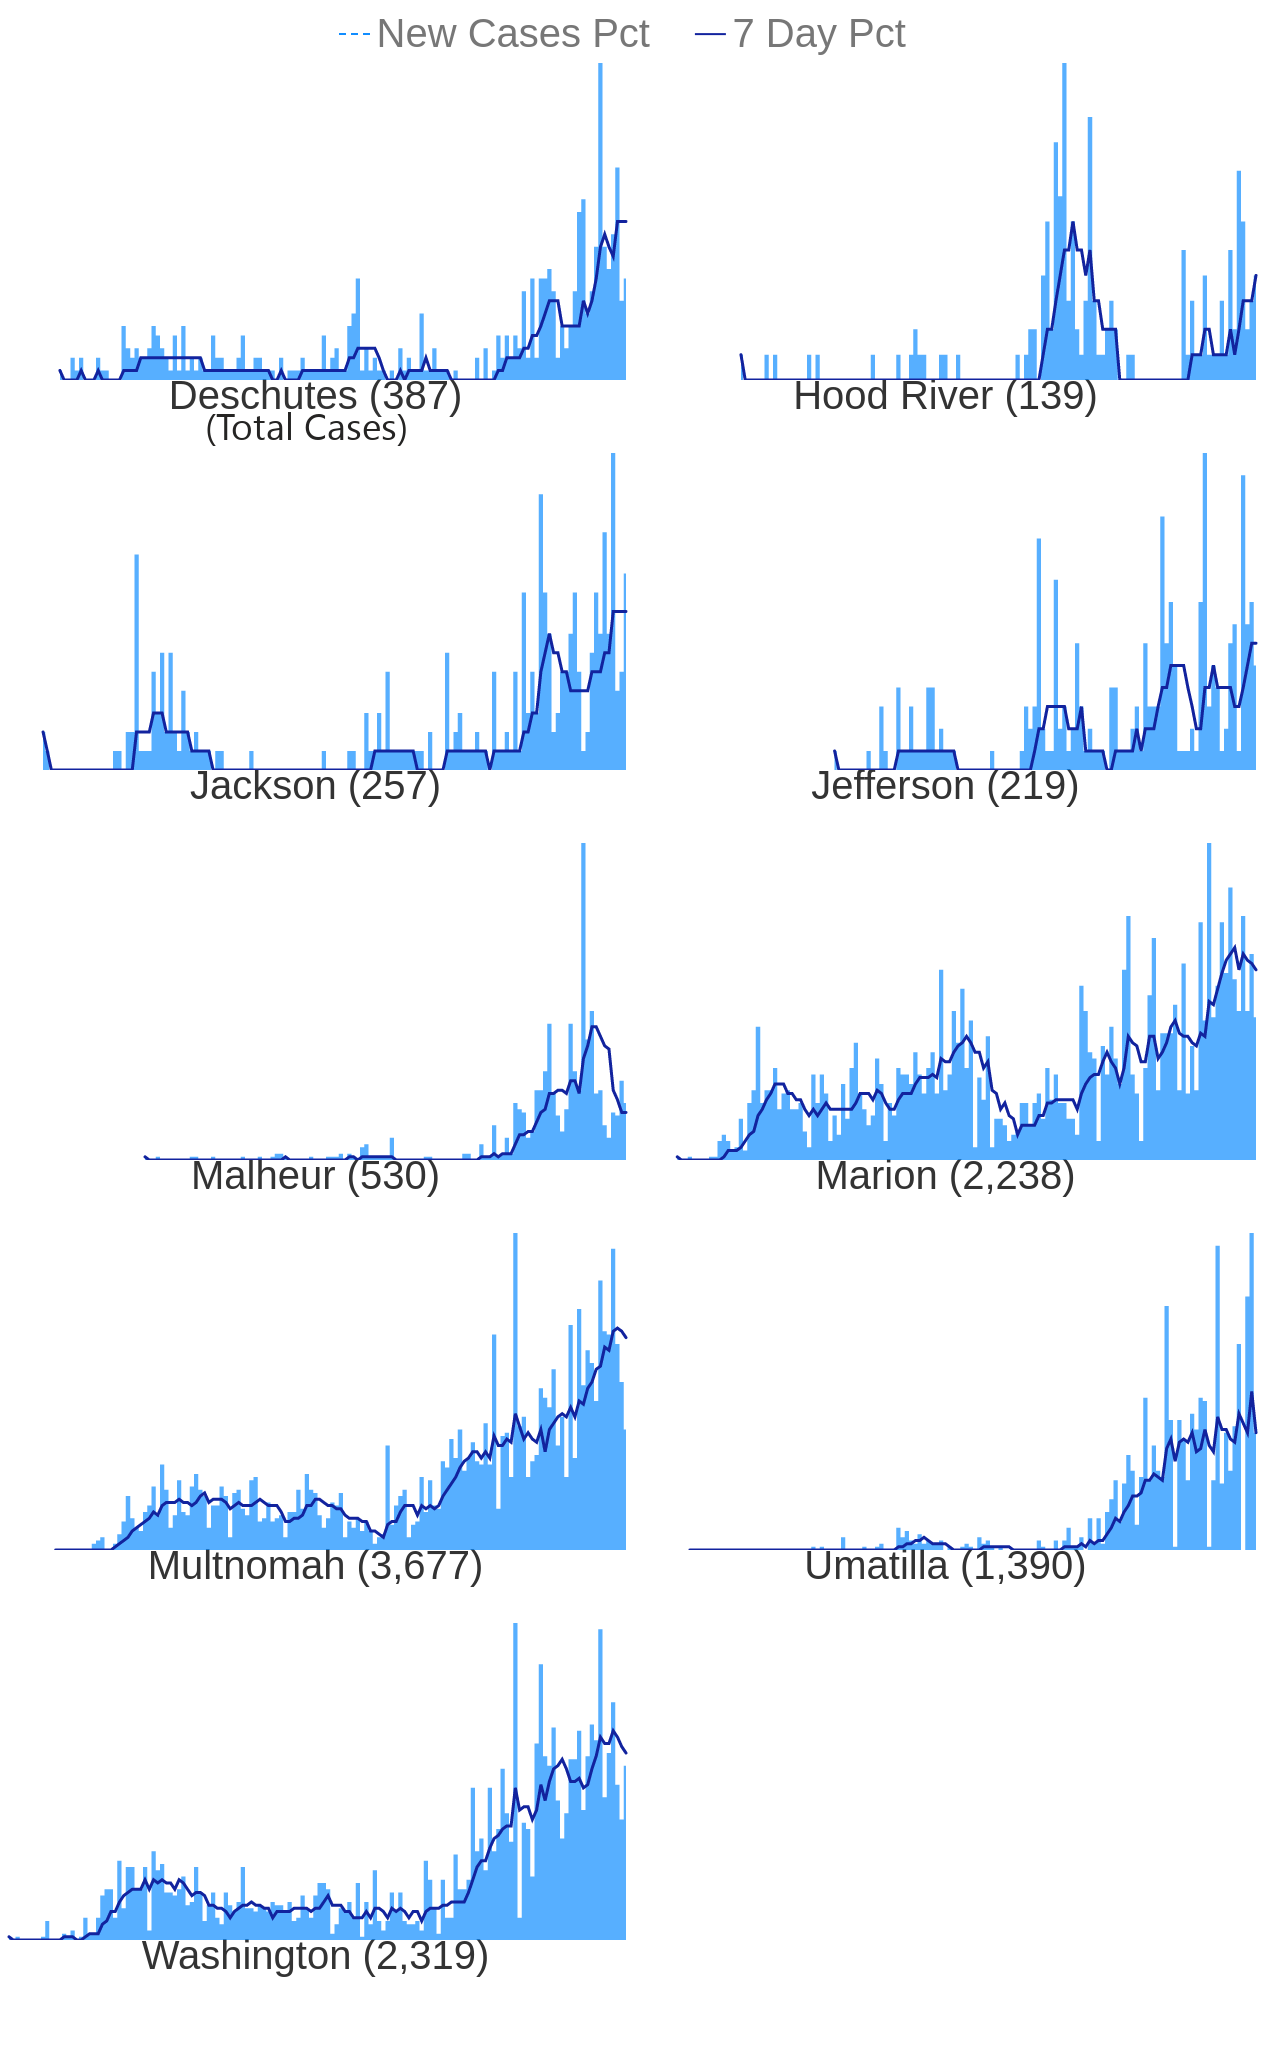 New Cases Pct 7 Day Pct
Deschutes (387) Hood River (139)
(Total Cases)
Jackson (257) Jefferson (219)
Malheur (530) Marion (2,238)
Multnomah (3,677) Umatilla (1,390)
Washington (2,319)